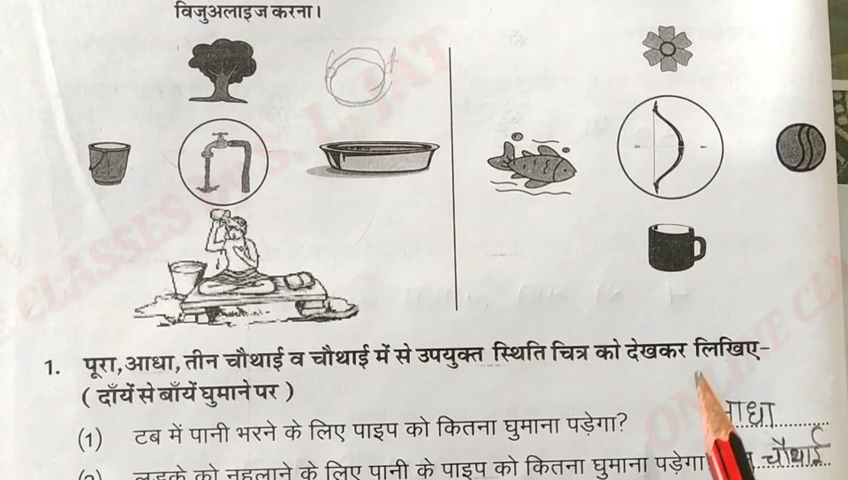 विजुअलाइज करना।
1. पूरा,आधा,तीन चौथाई व चौथाई में से उपयुक्त स्थिति चित्र को देखकर लिखिए-
( दाँयें से बाँयें घुमाने पर )
(1) टब में पानी भरने के लिए पाइप को कितना घुमाना पड़ेगा?
लड़के को नहलाने के लिए पानी के पाइप को कितना घुमाना पड़ेगा चौथाई